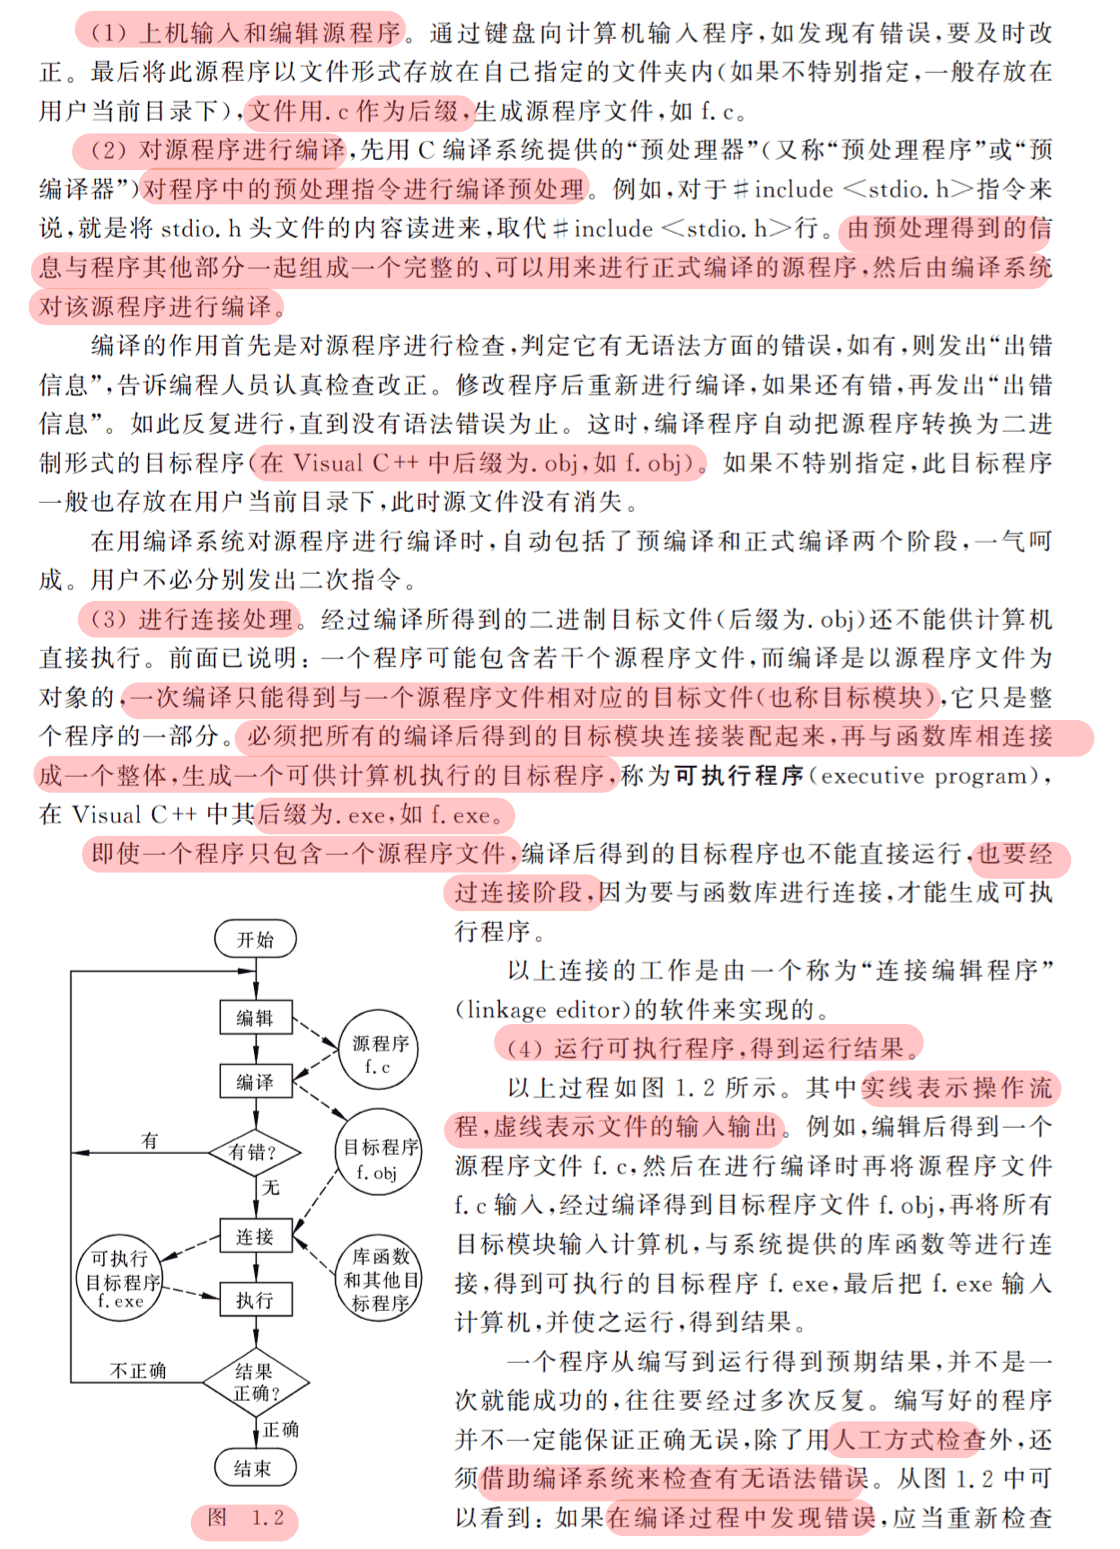 (1) 上机输入和编辑源程序。通过键盘向计算机输入程序,如发现有错误,要及时改
正。最后将此源程序以文件形式存放在自己指定的文件夹内(如果不特别指定,一般存放在
用户当前目录下),文件用.c作为后缀,生成源程序文件,如 f.c。
(2) 对源程序进行编译,先用C编译系统提供的“预处理器”(又称“预处理程序”或“预
编译器”)对程序中的预处理指令进行编译预处理。例如,对于#include <stdio.h>指令来
说,就是将 stdio.h 头文件的内容读进来,取代#include <stdio.h>行。由预处理得到的信
息与程序其他部分一起组成一个完整的、可以用来进行正式编译的源程序,然后由编译系统
对该源程序进行编译。
编译的作用首先是对源程序进行检查,判定它有无语法方面的错误,如有,则发出“出错
信息”,告诉编程人员认真检查改正。修改程序后重新进行编译,如果还有错,再发出“出错
信息”。如此反复进行,直到没有语法错误为止。这时,编译程序自动把源程序转换为二进
制形式的目标程序(在 Visual C++ 中后缀为.obj,如 f.obj)。如果不特别指定,此目标程序
一般也存放在用户当前目录下,此时源文件没有消失。
在用编译系统对源程序进行编译时,自动包括了预编译和正式编译两个阶段,一气呵
成。用户不必分别发出二次指令。
(3) 进行连接处理。经过编译所得到的二进制目标文件(后缀为.obj)还不能供计算机
直接执行。前面已说明:一个程序可能包含若干个源程序文件,而编译是以源程序文件为
对象的,一次编译只能得到与一个源程序文件相对应的目标文件(也称目标模块),它只是整
个程序的一部分。必须把所有的编译后得到的目标模块连接装配起来,再与函数库相连接
成一个整体,生成一个可供计算机执行的目标程序,称为可执行程序(executive program),
在 Visual C++ 中其后缀为.exe,如 f.exe。
即使一个程序只包含一个源程序文件,编译后得到的目标程序也不能直接运行,也要经
过连接阶段,因为要与函数库进行连接,才能生成可执
行程序。
以上连接的工作是由一个称为“连接编辑程序”
(linkage editor)的软件来实现的。
(4) 运行可执行程序,得到运行结果。
以上过程如图 1.2 所示。其中实线表示操作流
程,虚线表示文件的输入输出。例如,编辑后得到一个
源程序文件 f.c,然后在进行编译时再将源程序文件
f.c输入,经过编译得到目标程序文件 f.obj,再将所有
目标模块输入计算机,与系统提供的库函数等进行连
接,得到可执行的目标程序 f.exe,最后把 f.exe 输入
计算机,并使之运行,得到结果。
一个程序从编写到运行得到预期结果,并不是一
次就能成功的,往往要经过多次反复。编写好的程序
并不一定能保证正确无误,除了用人工方式检查外,还
须借助编译系统来检查有无语法错误。从图 1.2 中可
以看到:如果在编译过程中发现错误,应当重新检查
开始
编辑
源程序
f.c
编译
有
有错?
目标程序
f.obj
无
连接
可执行
目标程序
f.exe
库函数
和其他目
标程序
执行
不正确
结果
正确?
正确
结束
图 1.2